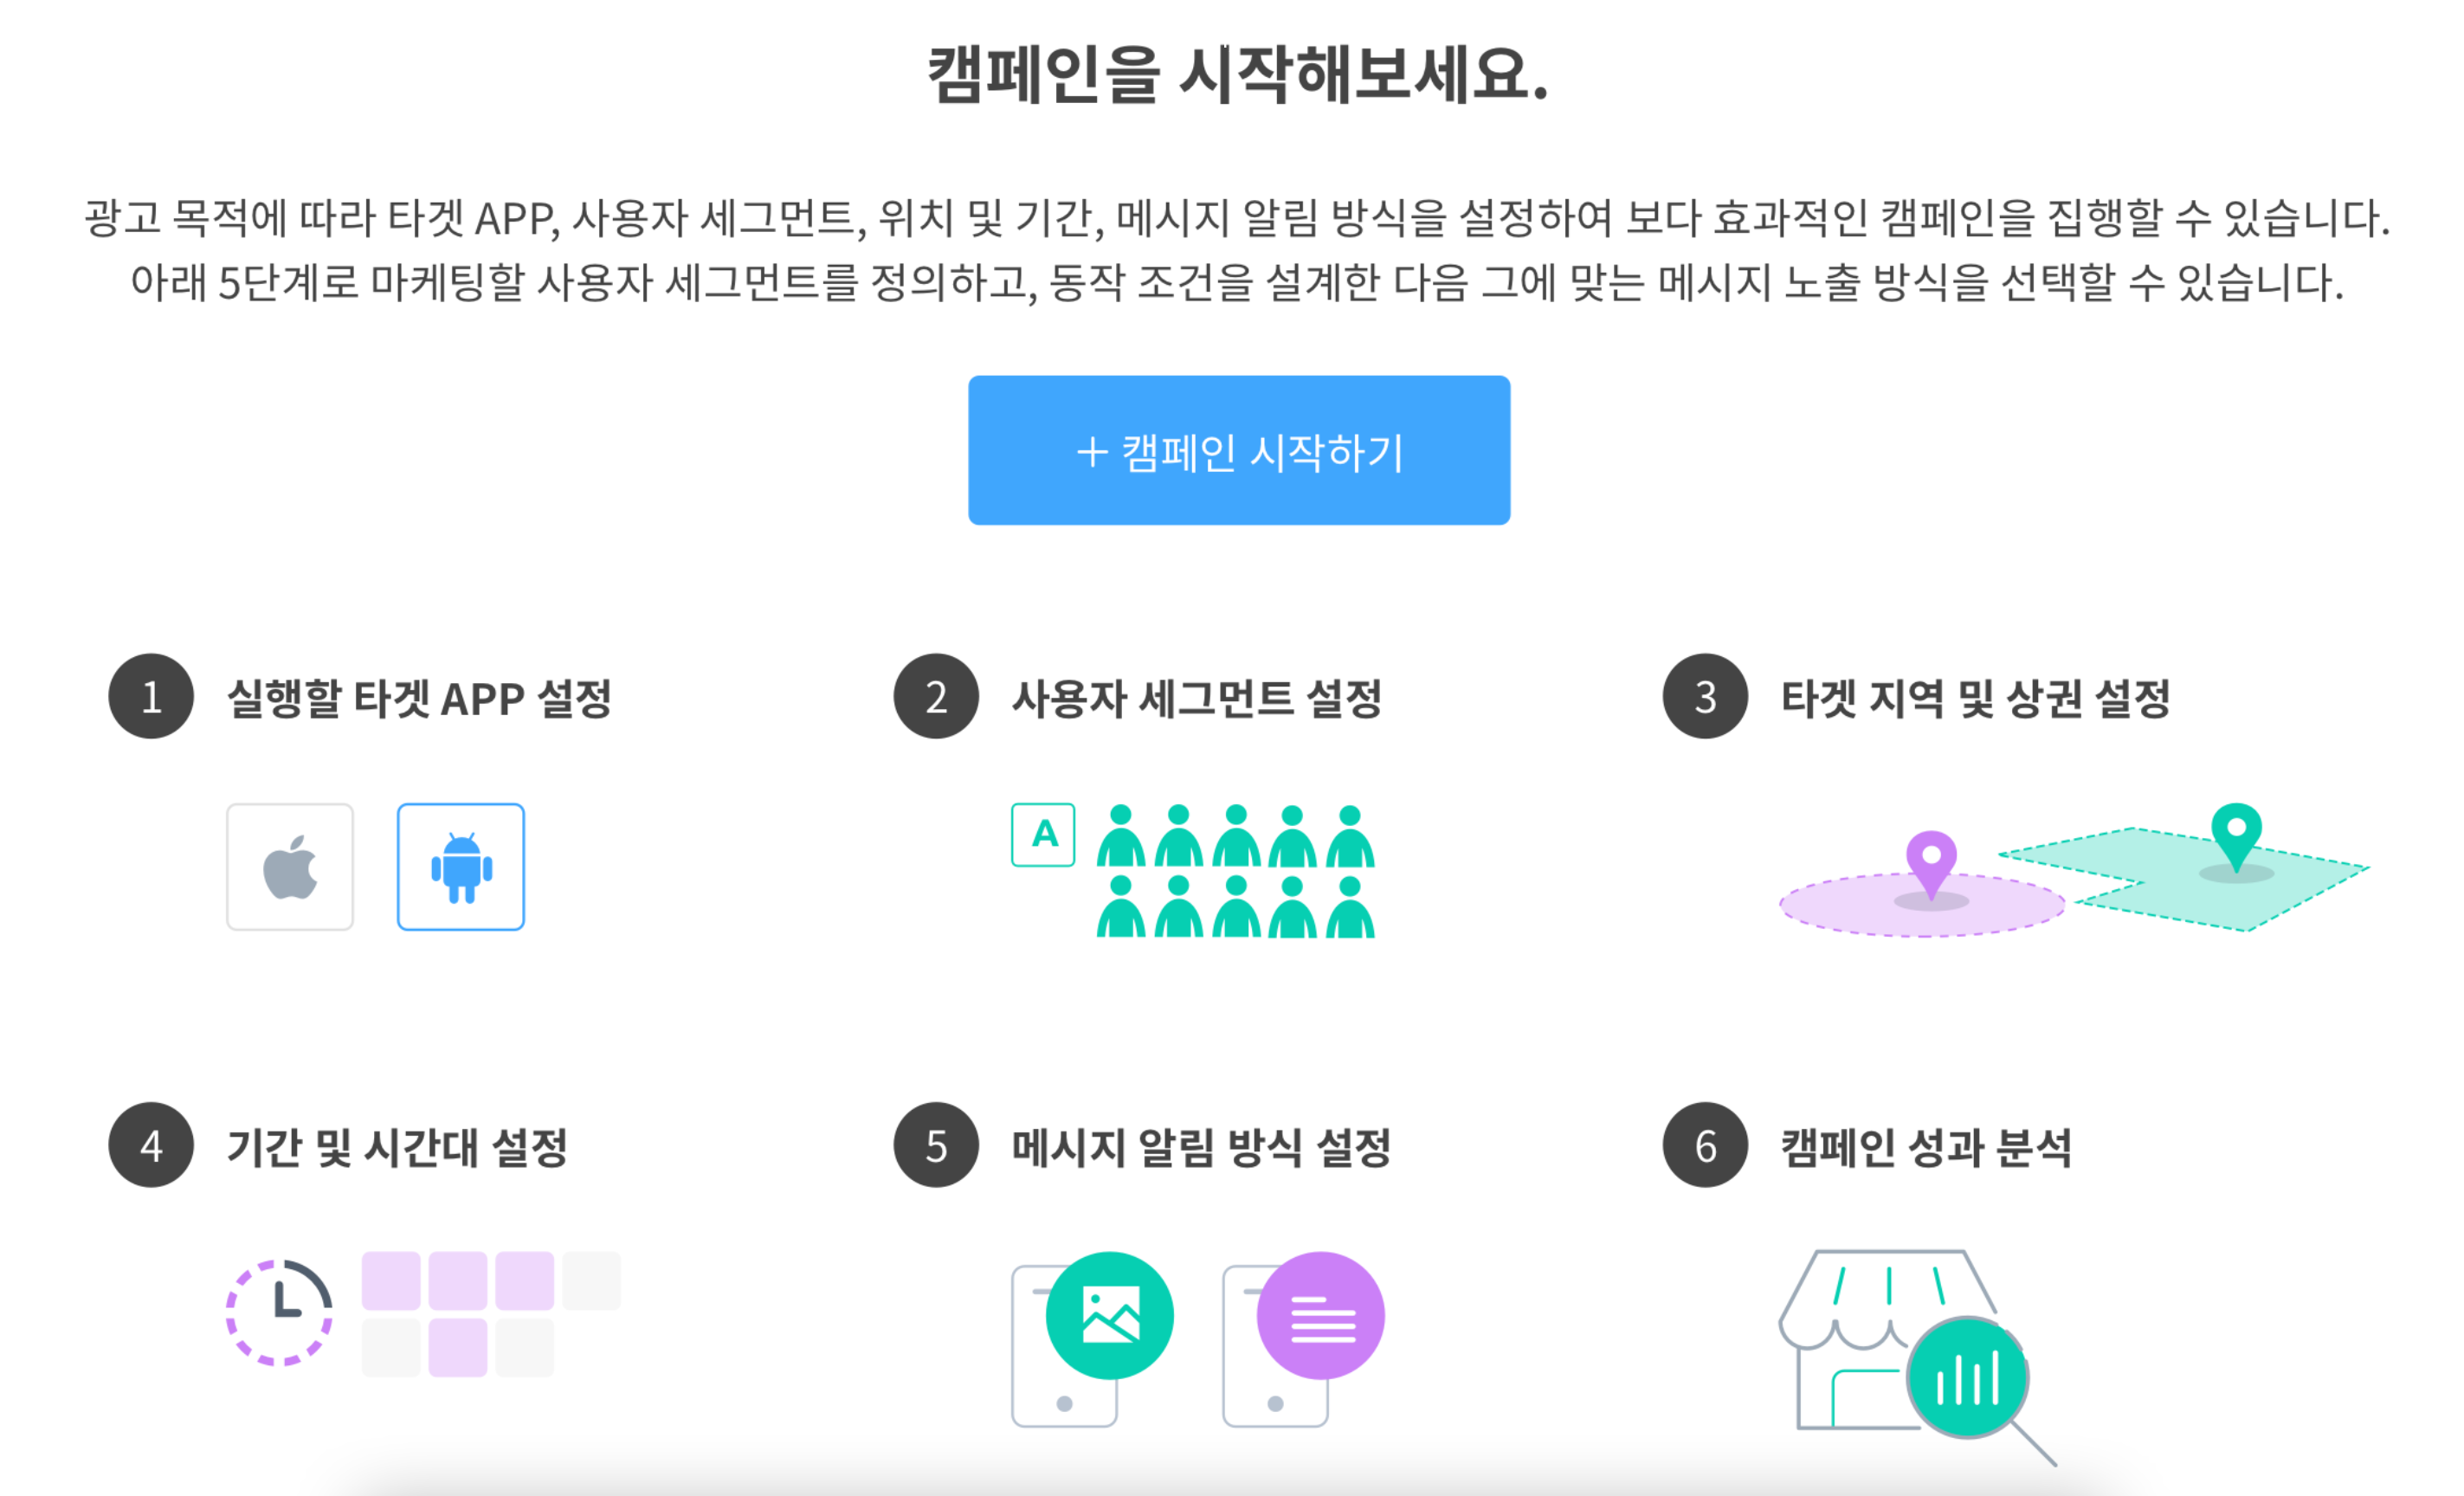 캠페인을 시작해보세요.
광고 목적에 따라 타겟 APP, 사용자 세그먼트, 위치 및 기간, 메시지 알림 방식을 설정하여 보다 효과적인 캠페인을 집행할 수 있습니다.
아래 5단계로 마케팅할 사용자 세그먼트를 정의하고, 동작 조건을 설계한 다음 그에 맞는 메시지 노출 방식을 선택할 수 있습니다.
+ 캠페인 시작하기
1 실행할 타겟 APP 설정
2 사용자 세그먼트 설정
3 타겟 지역 및 상권 설정
A
4 기간 및 시간대 설정
5 메시지 알림 방식 설정
6 캠페인 성과 분석